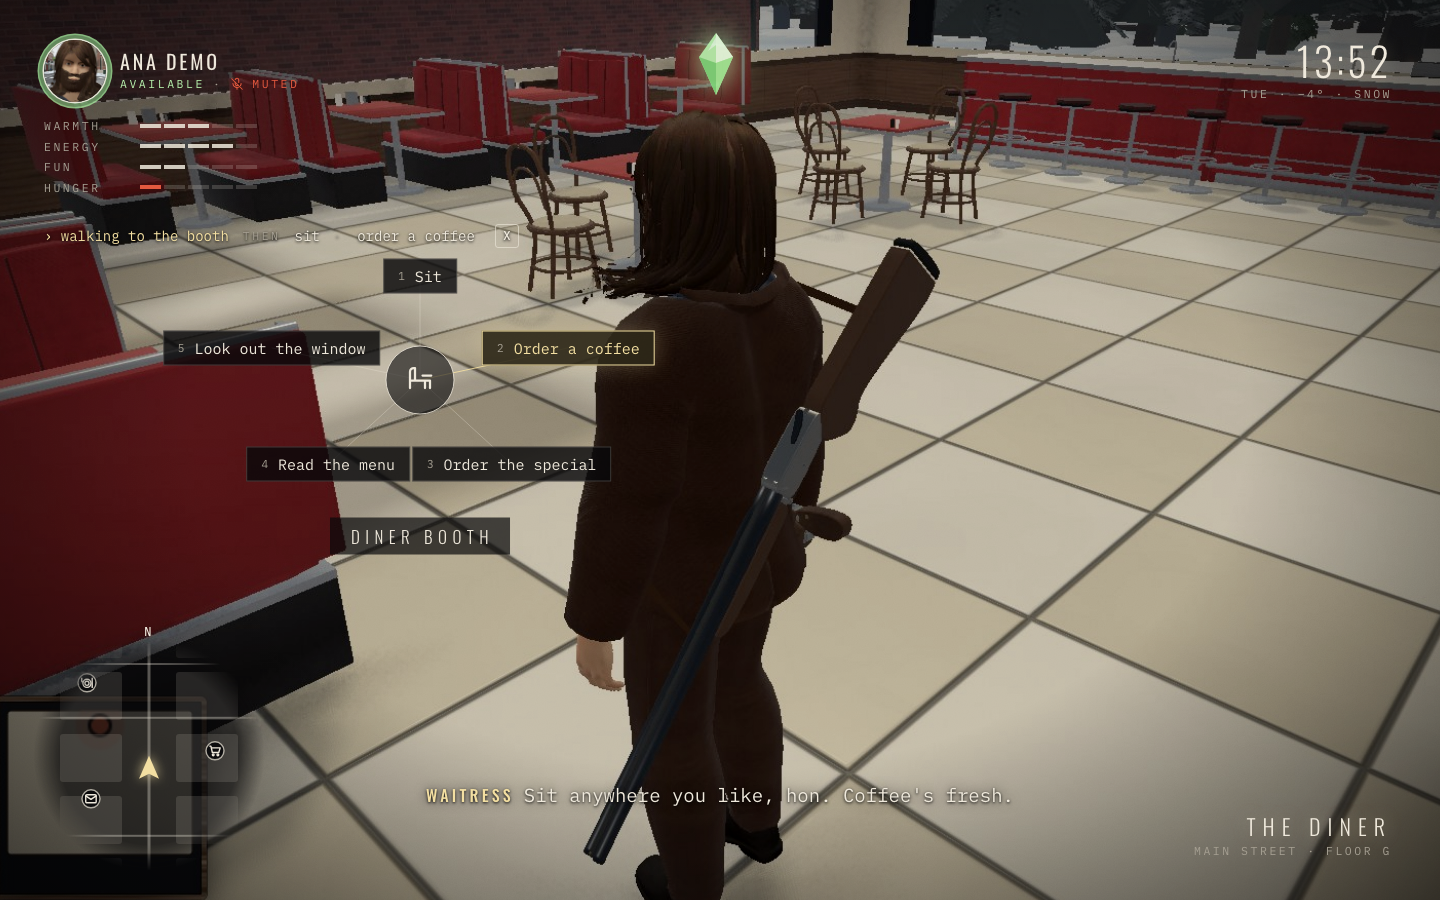 ANA DEMO
AVAILABLE · MUTED
WARMTH
ENERGY
FUN
HUNGER
› walking to the booth THEN sit · order a coffee X
1 Sit
5 Look out the window
2 Order a coffee
4 Read the menu
3 Order the special
DINER BOOTH
13:52
TUE · −4° · SNOW
N
WAITRESS Sit anywhere you like, hon. Coffee's fresh.
THE DINER
MAIN STREET · FLOOR G